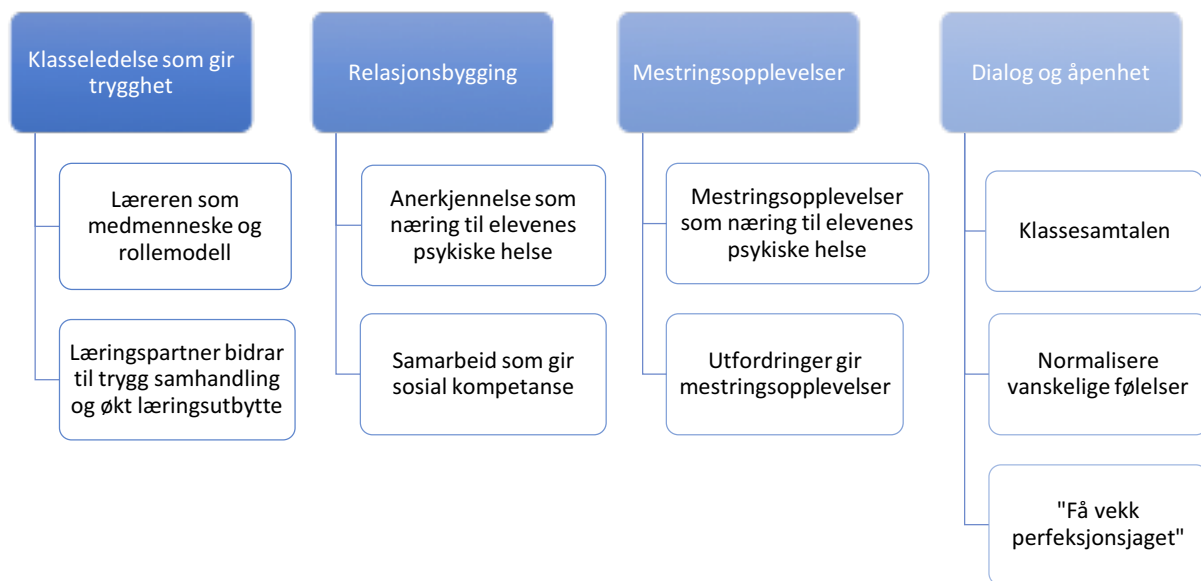 Klasseledelse som gir
trygghet
Læreren som
medmenneske og
rollemodell
Læringspartner bidrar
til trygg samhandling
og økt læringsutbytte
Relasjonsbygging
Anerkjennelse som
næring til elevenes
psykiske helse
Samarbeid som gir
sosial kompetanse
Mestringsopplevelser
Mestringsopplevelser
som næring til elevenes
psykiske helse
Utfordringer gir
mestringsopplevelser
Dialog og åpenhet
Klassesamtalen
Normalisere
vanskelige følelser
"Få vekk
perfeksjonsjaget"